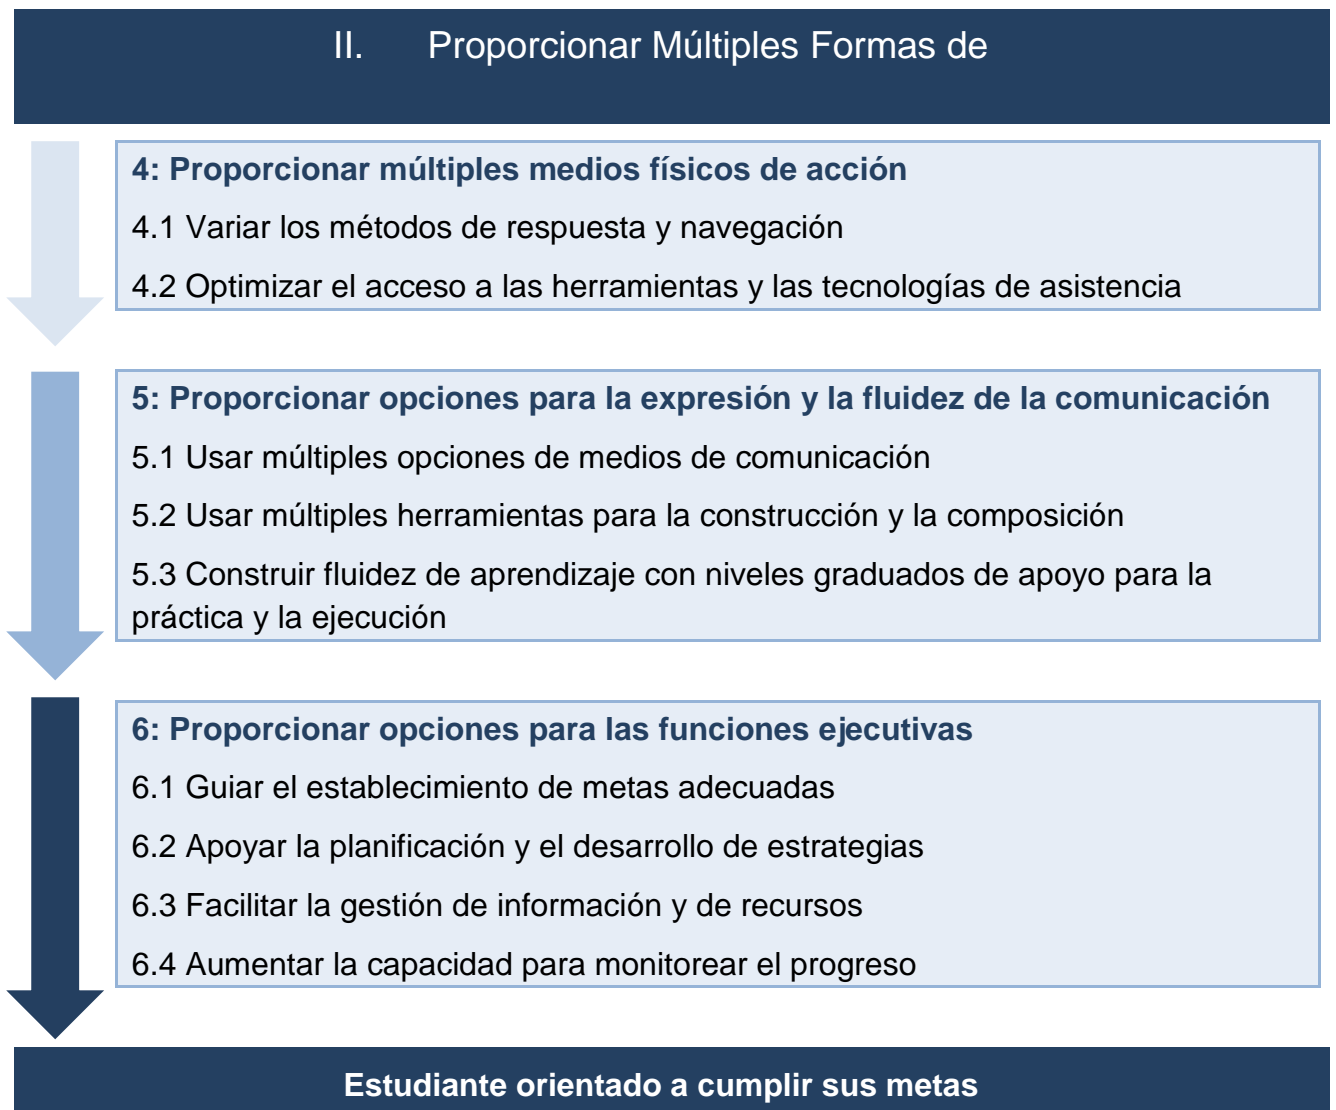 II. Proporcionar Múltiples Formas de
4: Proporcionar múltiples medios físicos de acción
4.1 Variar los métodos de respuesta y navegación
4.2 Optimizar el acceso a las herramientas y las tecnologías de asistencia
5: Proporcionar opciones para la expresión y la fluidez de la comunicación
5.1 Usar múltiples opciones de medios de comunicación
5.2 Usar múltiples herramientas para la construcción y la composición
5.3 Construir fluidez de aprendizaje con niveles graduados de apoyo para la
práctica y la ejecución
6: Proporcionar opciones para las funciones ejecutivas
6.1 Guiar el establecimiento de metas adecuadas
6.2 Apoyar la planificación y el desarrollo de estrategias
6.3 Facilitar la gestión de información y de recursos
6.4 Aumentar la capacidad para monitorear el progreso
Estudiante orientado a cumplir sus metas